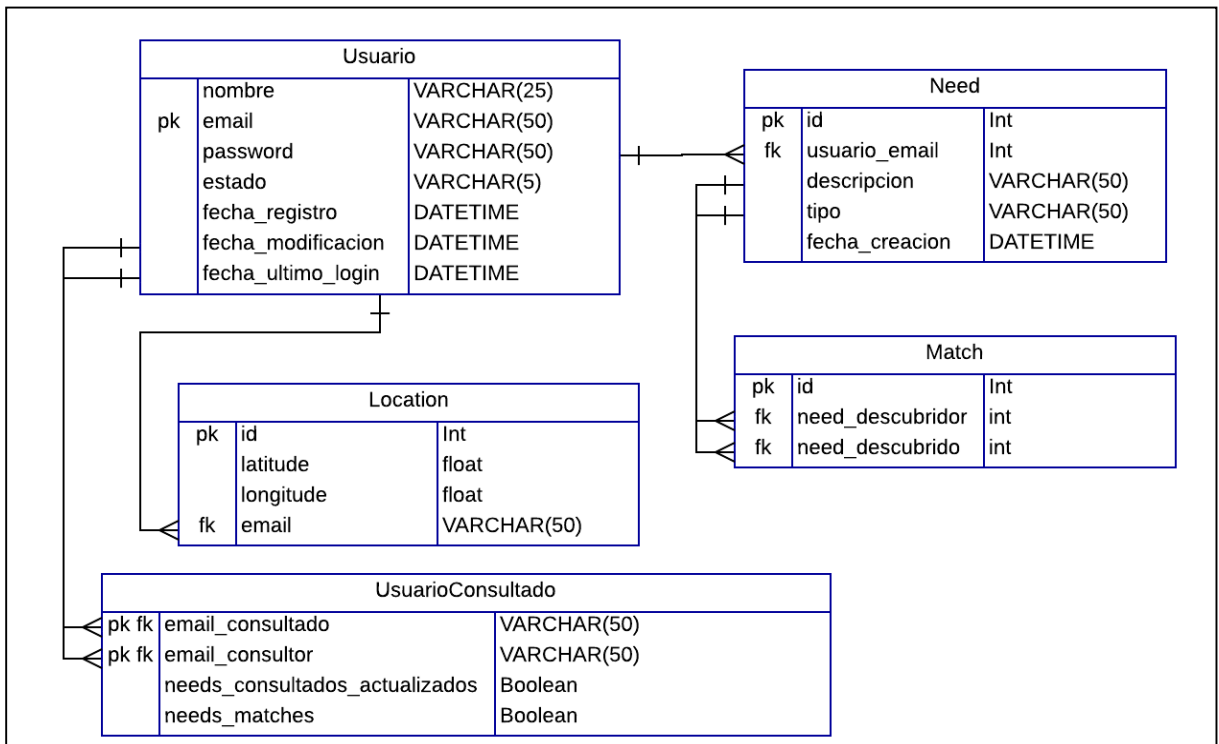 Usuario
nombre VARCHAR(25)
pk email VARCHAR(50)
password VARCHAR(50)
estado VARCHAR(5)
fecha_registro DATETIME
fecha_modificacion DATETIME
fecha_ultimo_login DATETIME
Need
pk id Int
fk usuario_email Int
descripcion VARCHAR(50)
tipo VARCHAR(50)
fecha_creacion DATETIME
Match
pk id Int
fk need_descubridor int
fk need_descubrido int
Location
pk id Int
latitude float
longitude float
fk email VARCHAR(50)
UsuarioConsultado
pk fk email_consultado VARCHAR(50)
pk fk email_consultor VARCHAR(50)
needs_consultados_actualizados Boolean
needs_matches Boolean